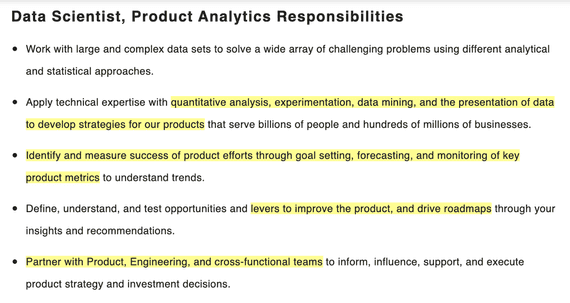 Data Scientist, Product Analytics Responsibilities
• Work with large and complex data sets to solve a wide array of challenging problems using different analytical
and statistical approaches.
• Apply technical expertise with quantitative analysis, experimentation, data mining, and the presentation of data
to develop strategies for our products that serve billions of people and hundreds of millions of businesses.
• Identify and measure success of product efforts through goal setting, forecasting, and monitoring of key
product metrics to understand trends.
• Define, understand, and test opportunities and levers to improve the product, and drive roadmaps through your
insights and recommendations.
• Partner with Product, Engineering, and cross-functional teams to inform, influence, support, and execute
product strategy and investment decisions.